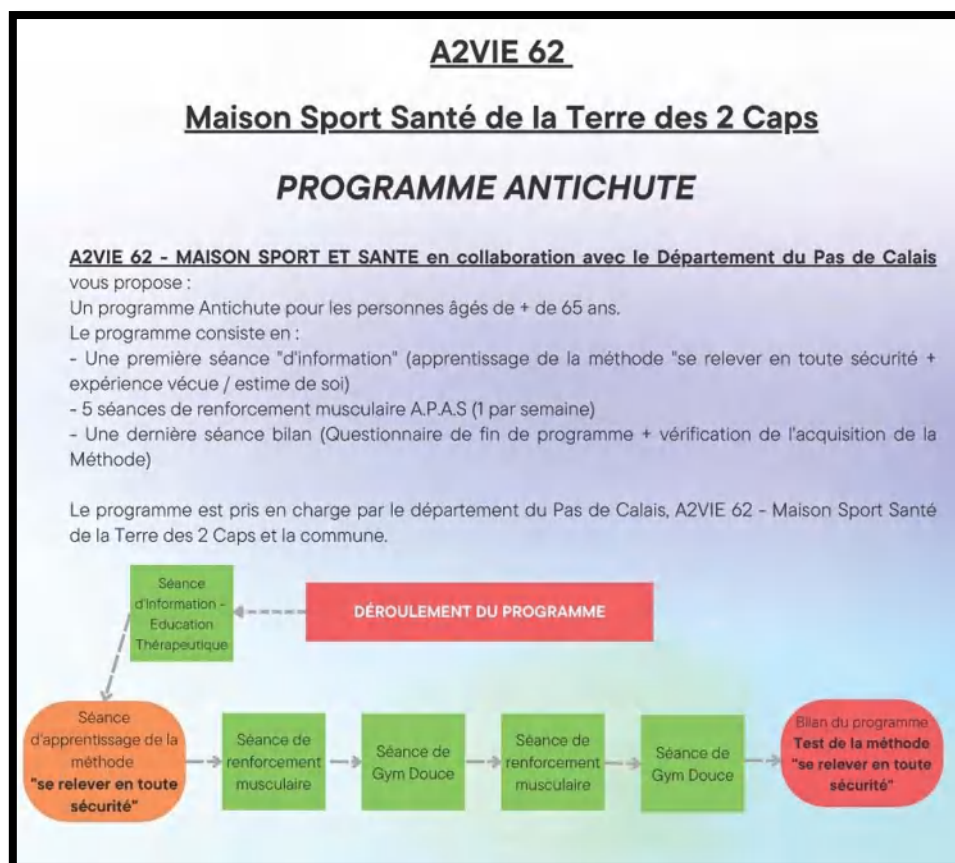 A2VIE 62
Maison Sport Santé de la Terre des 2 Caps
PROGRAMME ANTICHUTE
A2VIE 62 - MAISON SPORT ET SANTE en collaboration avec le Département du Pas de Calais
vous propose :
Un programme Antichute pour les personnes âgés de + de 65 ans.
Le programme consiste en :
- Une première séance "d'information" (apprentissage de la méthode "se relever en toute sécurité +
expérience vécue / estime de soi)
- 5 séances de renforcement musculaire A.P.A.S (1 par semaine)
- Une dernière séance bilan (Questionnaire de fin de programme + vérification de l'acquisition de la
Méthode)
Le programme est pris en charge par le département du Pas de Calais, A2VIE 62 - Maison Sport Santé
de la Terre des 2 Caps et la commune.
Séance
d'Information -
Education
Thérapeutique
DÉROULEMENT DU PROGRAMME
Séance
d'apprentissage de la
méthode
"se relever en toute
sécurité"
Séance de
renforcement
musculaire
Séance de
Gym Douce
Séance de
renforcement
musculaire
Séance de
Gym Douce
Bilan du programme :
Test de la méthode
"se relever en toute
sécurité"